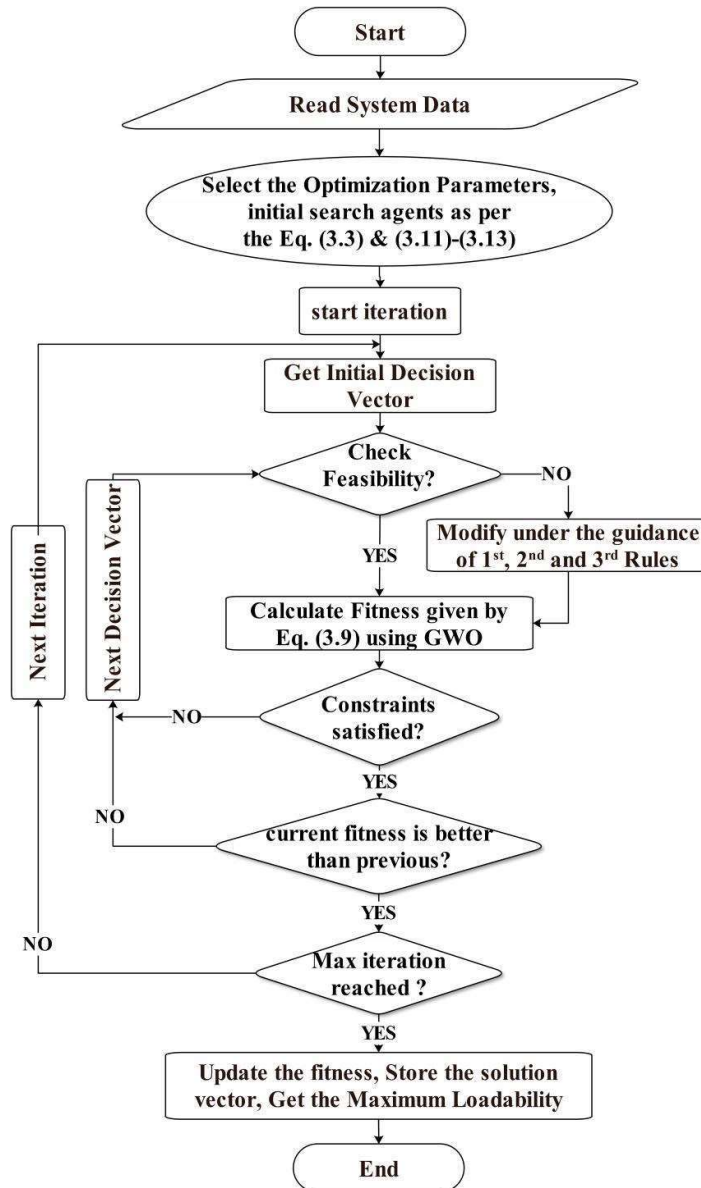 Start
Read System Data
Select the Optimization Parameters,
initial search agents as per
the Eq. (3.3) & (3.11)-(3.13)
start iteration
Get Initial Decision
Vector
Check
Feasibility?
NO
YES
Modify under the guidance
of 1st, 2nd and 3rd Rules
Next Iteration
Next Decision Vector
Calculate Fitness given by
Eq. (3.9) using GWO
Constraints
satisfied?
NO
YES
current fitness is better
than previous?
NO
YES
Max iteration
reached ?
NO
YES
Update the fitness, Store the solution
vector, Get the Maximum Loadability
End